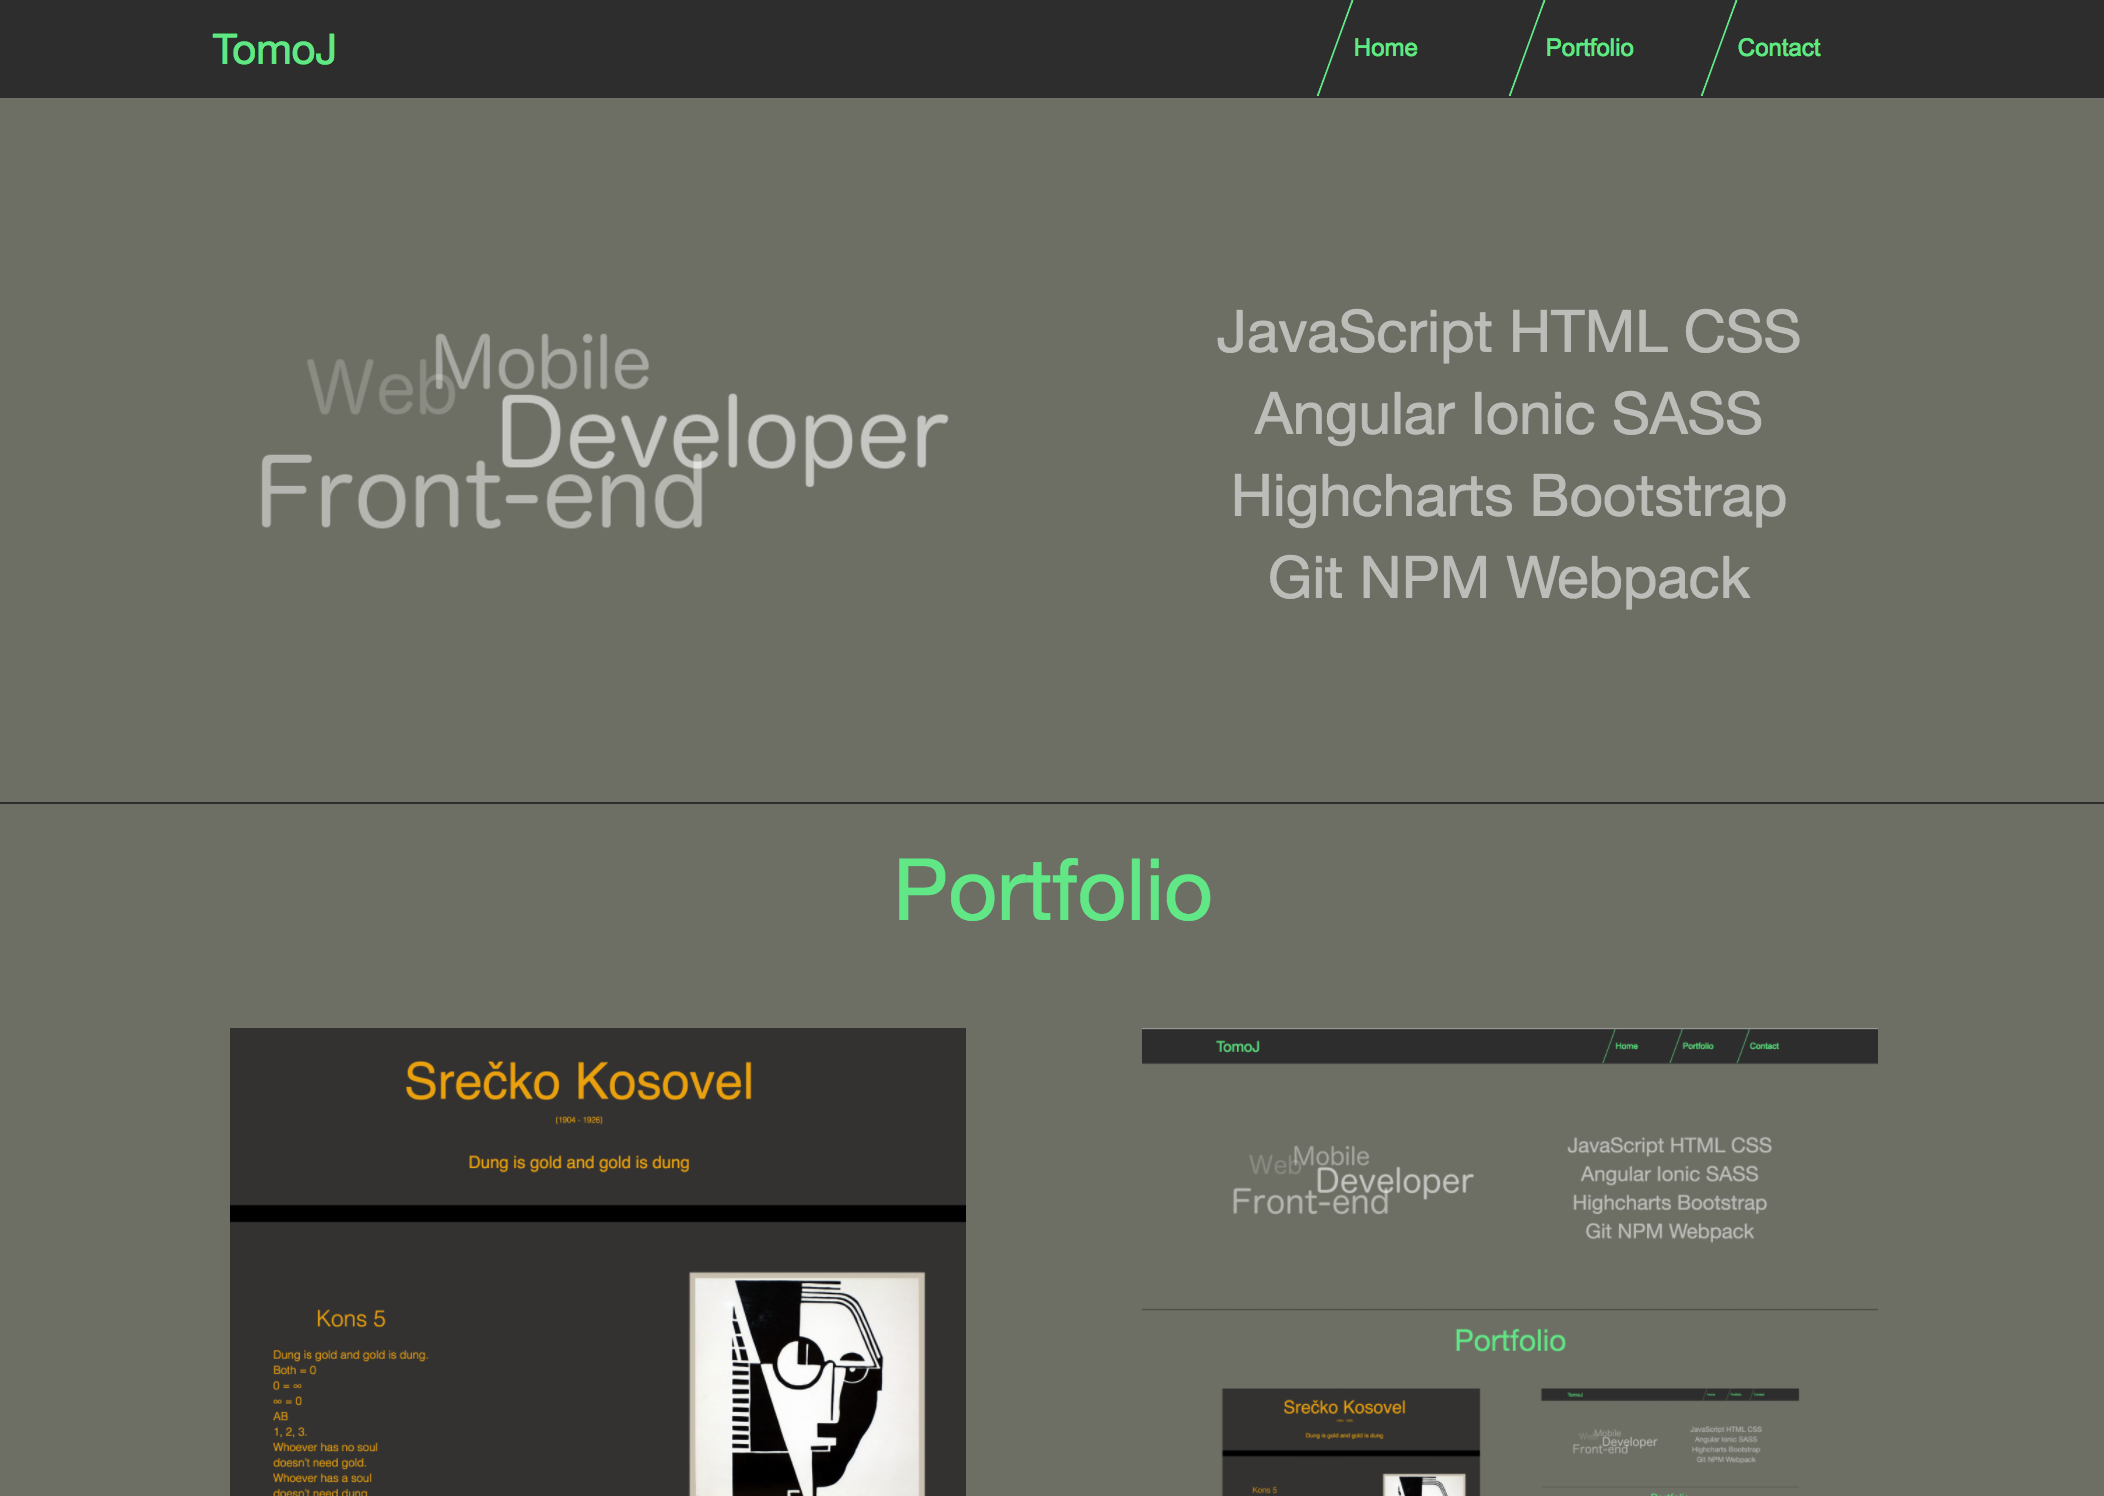 TomoJ
Home Portfolio Contact
Web Mobile
Developer
Front-end
JavaScript HTML CSS
Angular Ionic SASS
Highcharts Bootstrap
Git NPM Webpack
Portfolio
Srečko Kosovel
(1904 - 1926)
Dung is gold and gold is dung
Kons 5
Dung is gold and gold is dung.
Both = 0
0 = ∞
∞ = 0
AB
1, 2, 3.
Whoever has no soul
doesn't need gold.
Whoever has a soul
doesn't need dung.
TomoJ
Home Portfolio Contact
Web Mobile
Developer
Front-end
JavaScript HTML CSS
Angular Ionic SASS
Highcharts Bootstrap
Git NPM Webpack
Portfolio
Srečko Kosovel
Dung is gold and gold is dung
Kons 5
TomoJ
Web Mobile
Developer
Front-end
JavaScript HTML CSS
Angular Ionic SASS
Highcharts Bootstrap
Git NPM Webpack